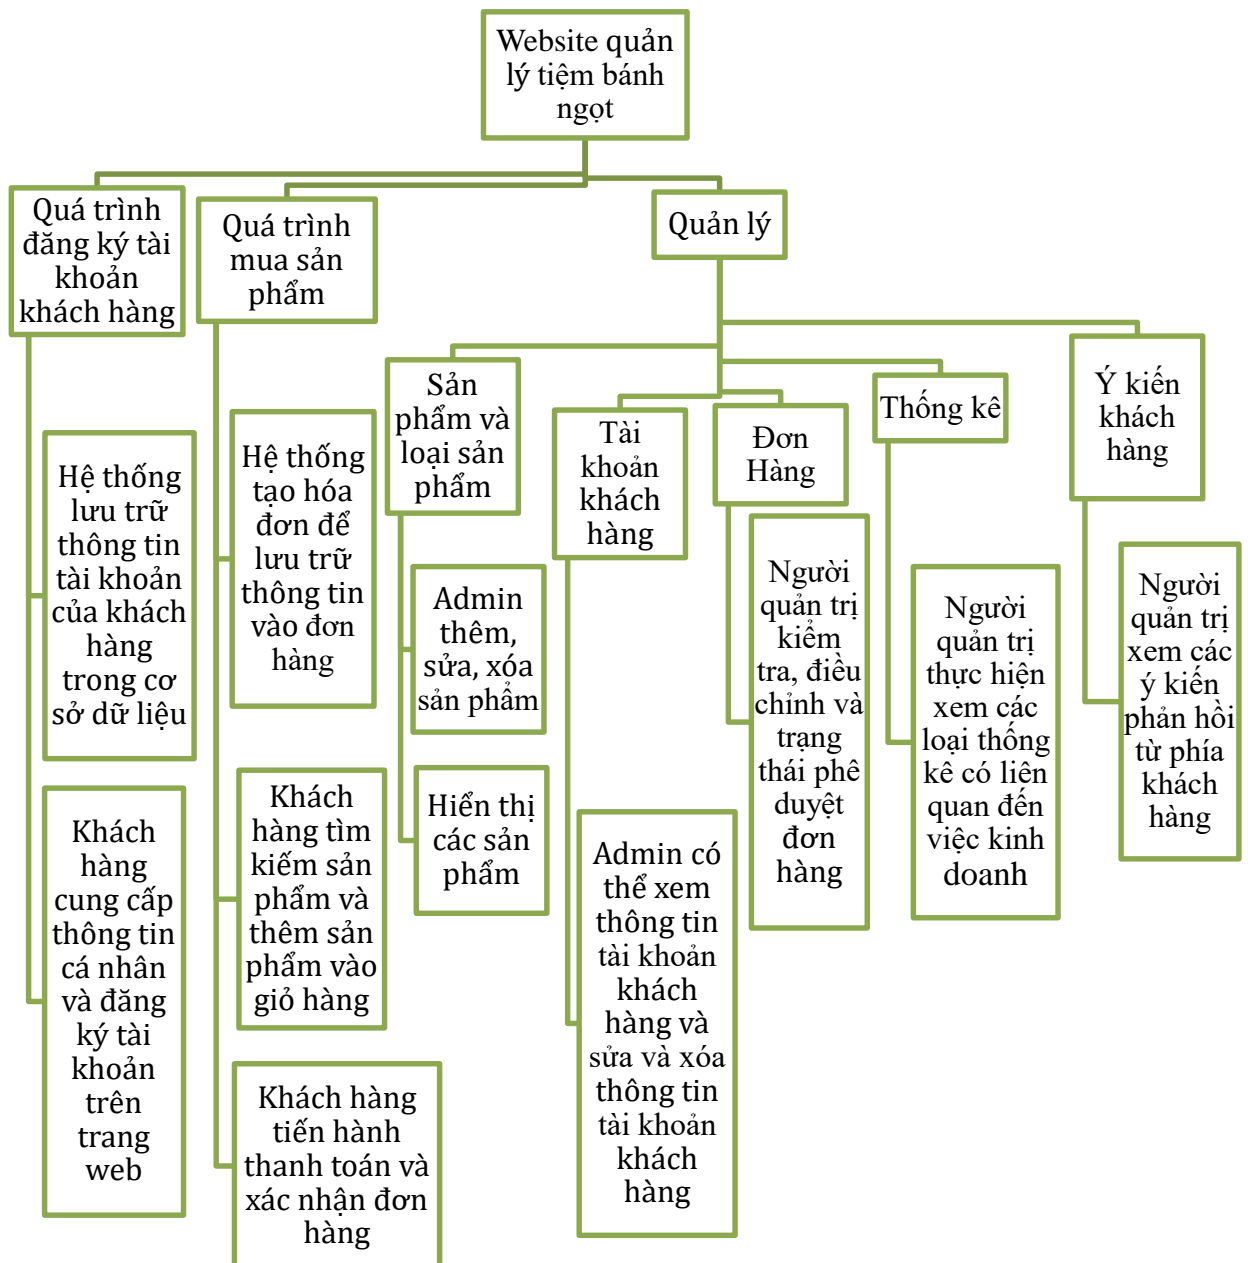 Website quản
lý tiệm bánh
ngọt
Quá trình
đăng ký tài
khoản
khách hàng
Quá trình
mua sản
phẩm
Quản lý
Sản
phẩm và
loại sản
phẩm
Tài
khoản
khách
hàng
Đơn
Hàng
Thống kê
Ý kiến
khách
hàng
Hệ thống
lưu trữ
thông tin
tài khoản
của khách
hàng
trong cơ
sở dữ liệu
Khách
hàng
cung cấp
thông tin
cá nhân
và đăng
ký tài
khoản
trên
trang
web
Hệ thống
tạo hóa
đơn để
lưu trữ
thông tin
vào đơn
hàng
Khách
hàng tìm
kiếm sản
phẩm và
thêm sản
phẩm vào
giỏ hàng
Khách hàng
tiến hành
thanh toán và
xác nhận đơn
hàng
Admin
thêm,
sửa, xóa
sản phẩm
Hiển thị
các sản
phẩm
Admin có
thể xem
thông tin
tài khoản
khách
hàng và
sửa và xóa
thông tin
tài khoản
khách
hàng
Người
quản trị
kiểm
tra, điều
chỉnh và
trạng
thái phê
duyệt
đơn
hàng
Người
quản trị
thực hiện
xem các
loại thống
kê có liên
quan đến
việc kinh
doanh
Người
quản trị
xem các
ý kiến
phản hồi
từ phía
khách
hàng